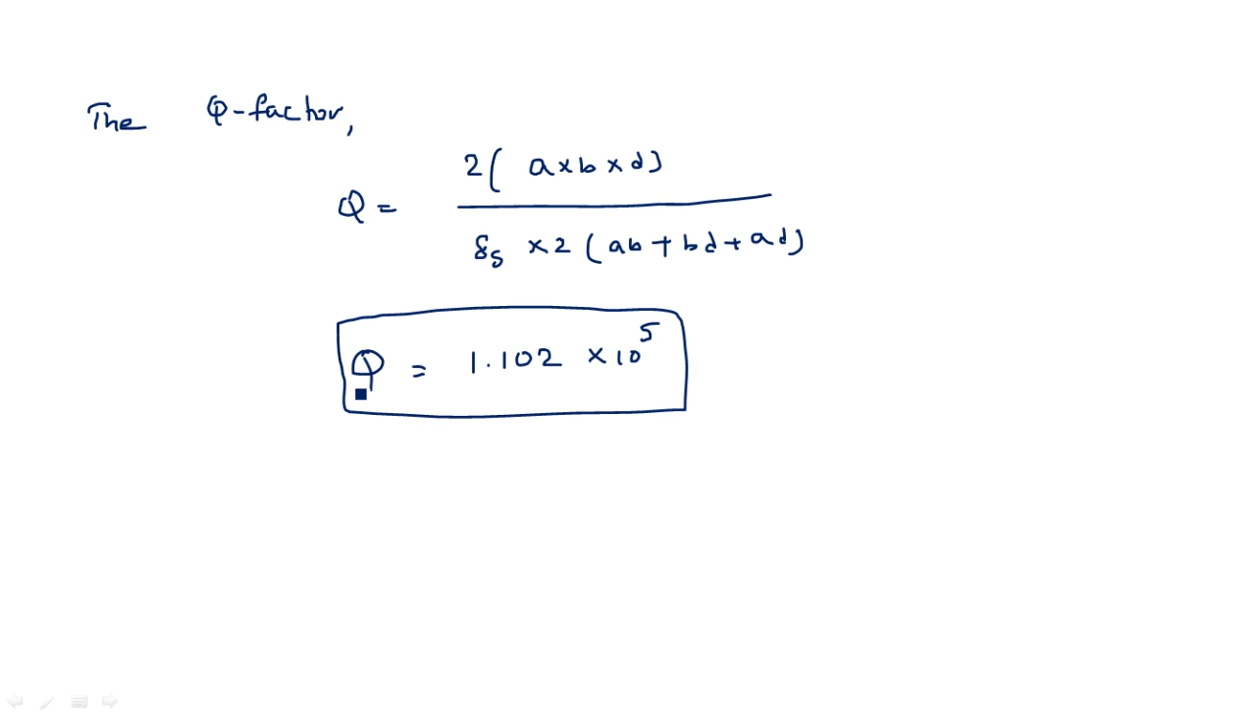 The Q-factor,
Q = 2( a×b×d) / δs ×2 (ab+bd+ad)
Q = 1.102 ×10^5